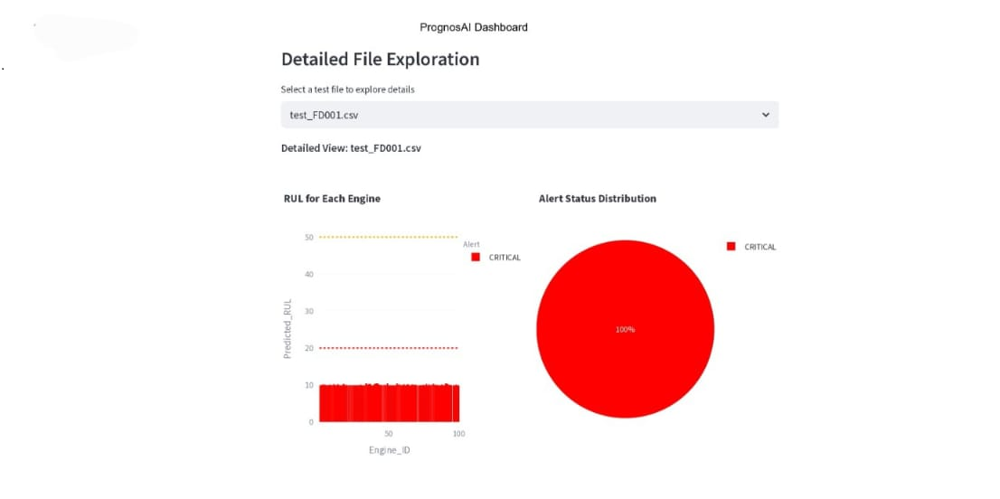 PrognosAI Dashboard
Detailed File Exploration
Select a test file to explore details
test_FD001.csv
Detailed View: test_FD001.csv
RUL for Each Engine
Alert Status Distribution
50
40
30
20
10
0
Predicted_RUL
50
100
Engine_ID
Alert
CRITICAL
100%
CRITICAL